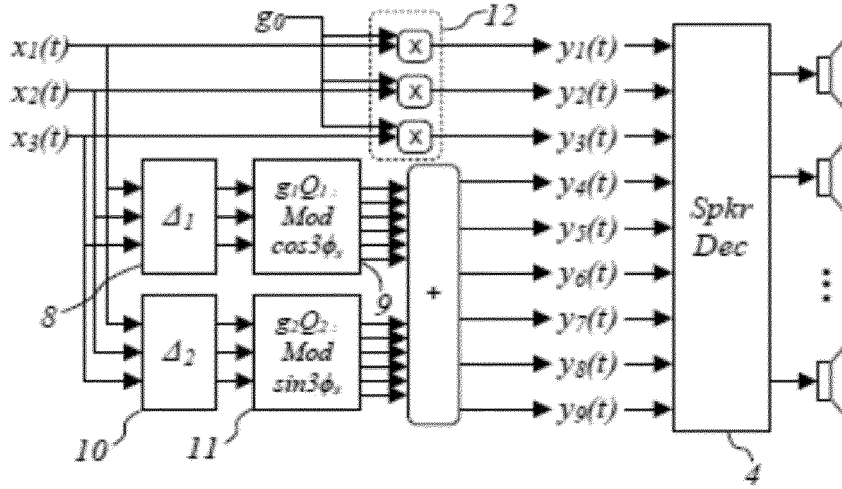 g0
12
x1(t)
x2(t)
x3(t)
x
x
x
y1(t)
y2(t)
y3(t)
y4(t)
y5(t)
y6(t)
y7(t)
y8(t)
y9(t)
Δ1
g1Q1 :
Mod
cos3ϕs
8
9
Δ2
g2Q2 :
Mod
sin3ϕs
10
11
+
Spkr
Dec
...
4